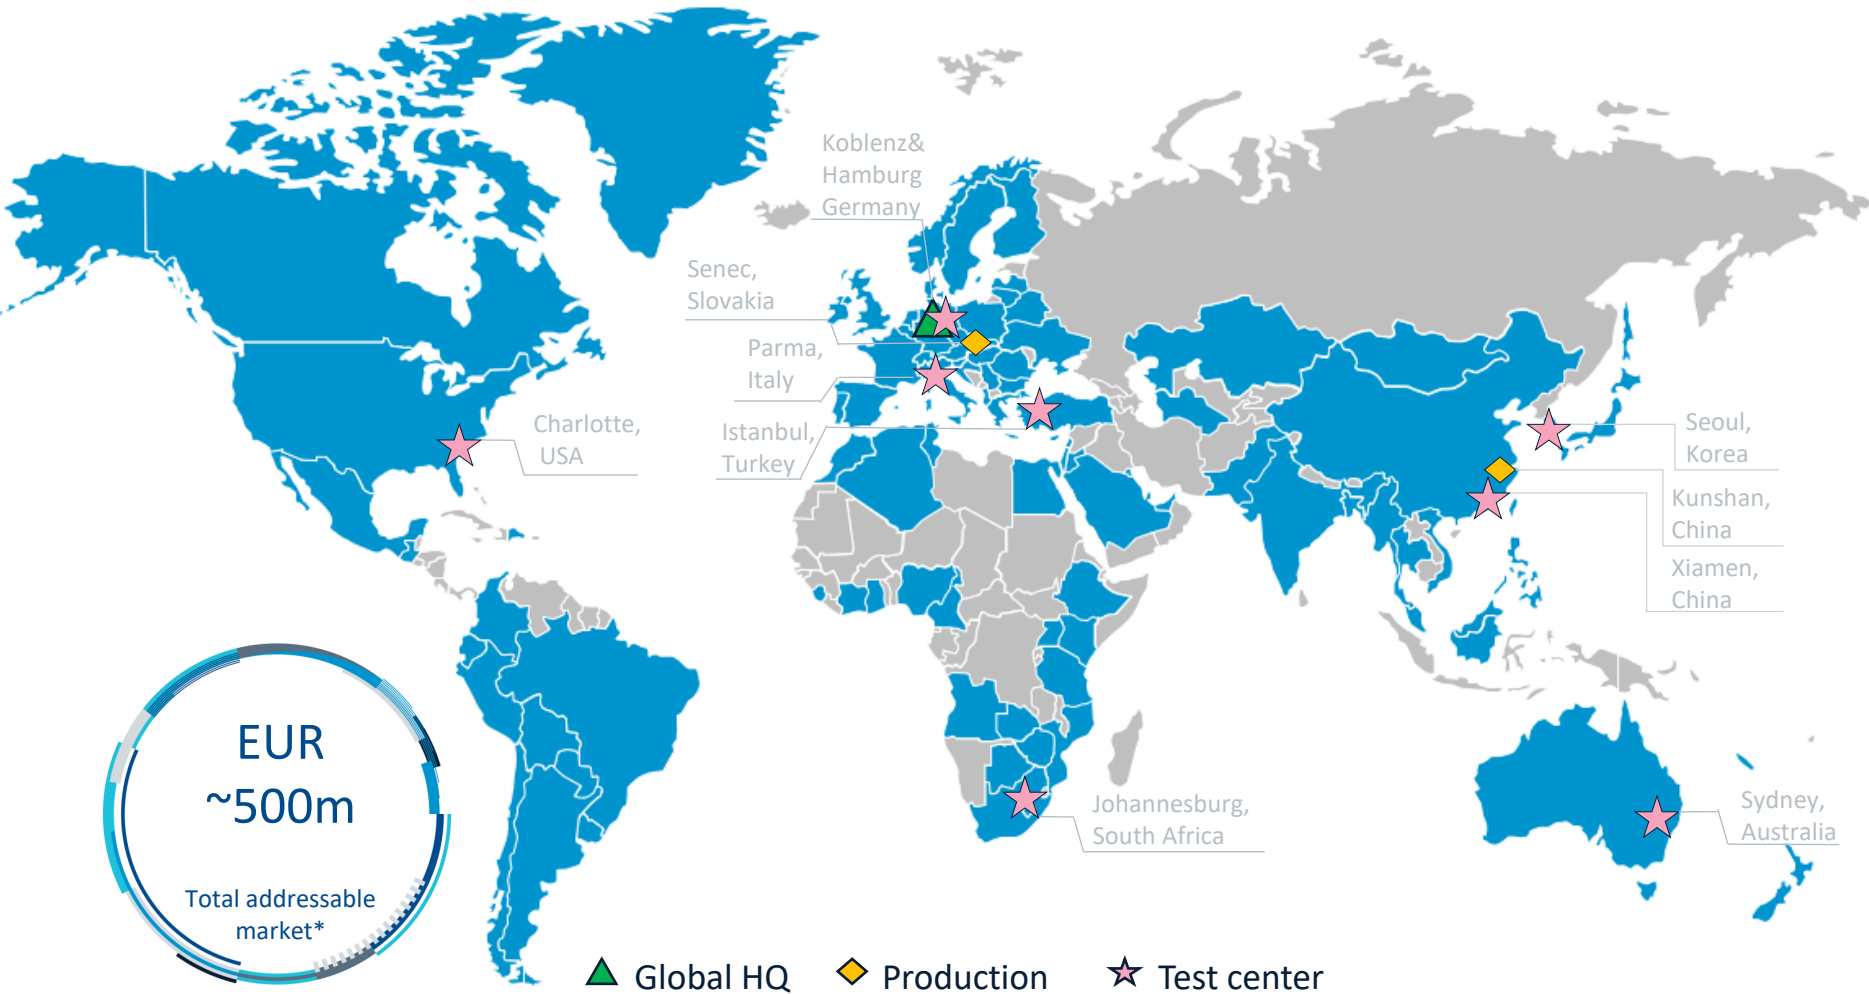 Koblenz&
Hamburg
Germany
Senec,
Slovakia
Parma,
Italy
Istanbul,
Turkey
Charlotte,
USA
Seoul,
Korea
Kunshan,
China
Xiamen,
China
Johannesburg,
South Africa
Sydney,
Australia
EUR
~500m
Total addressable
market*
Global HQ
Production
Test center